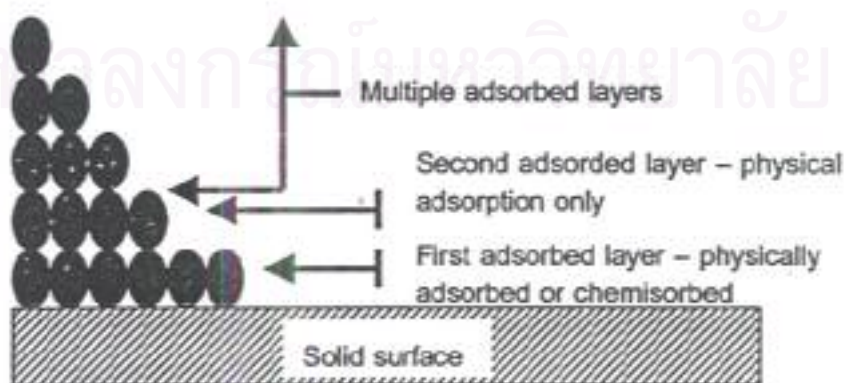 Multiple adsorbed layers
Second adsorded layer – physical
adsorption only
First adsorbed layer – physically
adsorbed or chemisorbed
Solid surface